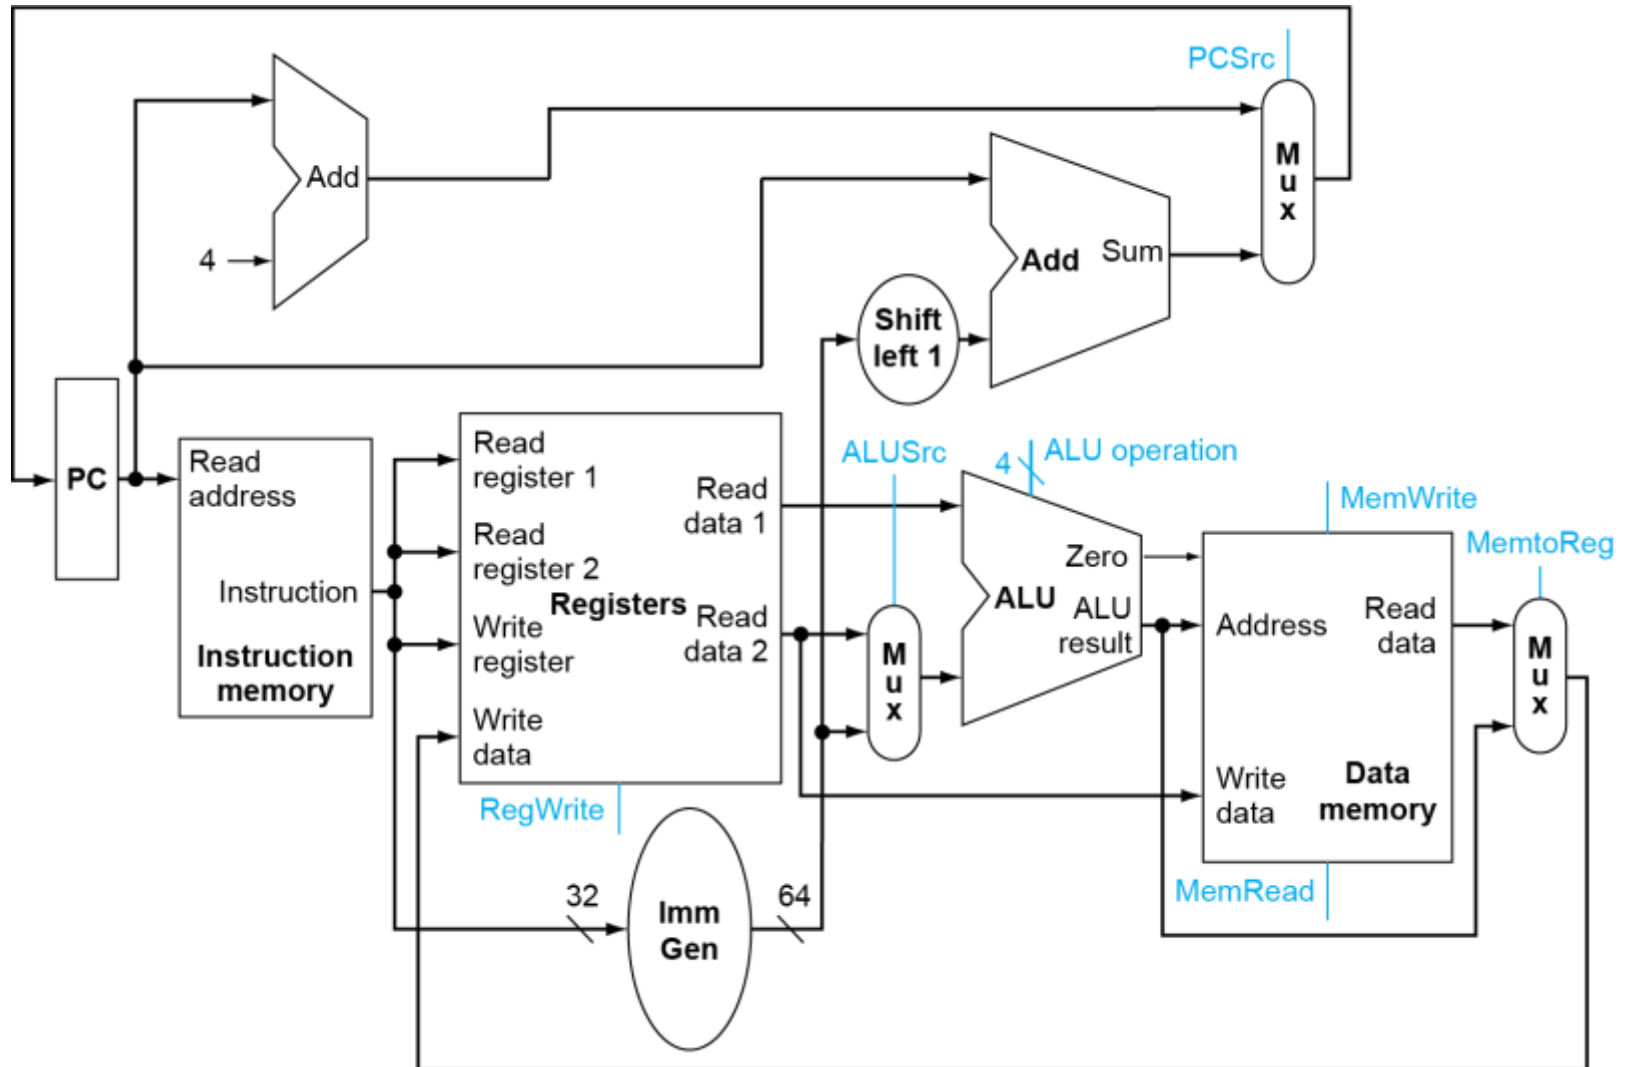 PCSrc
M
u
x
Add
4
Add Sum
Shift
left 1
PC
Read
address
Instruction
Instruction
memory
Read
register 1
Read
register 2
Write
register
Write
data
Registers
Read
data 1
Read
data 2
RegWrite
ALUSrc
M
u
x
4
ALU operation
Zero
ALU
ALU
result
MemWrite
Address
Read
data
Write
data
Data
memory
MemRead
MemtoReg
M
u
x
32
Imm
Gen
64